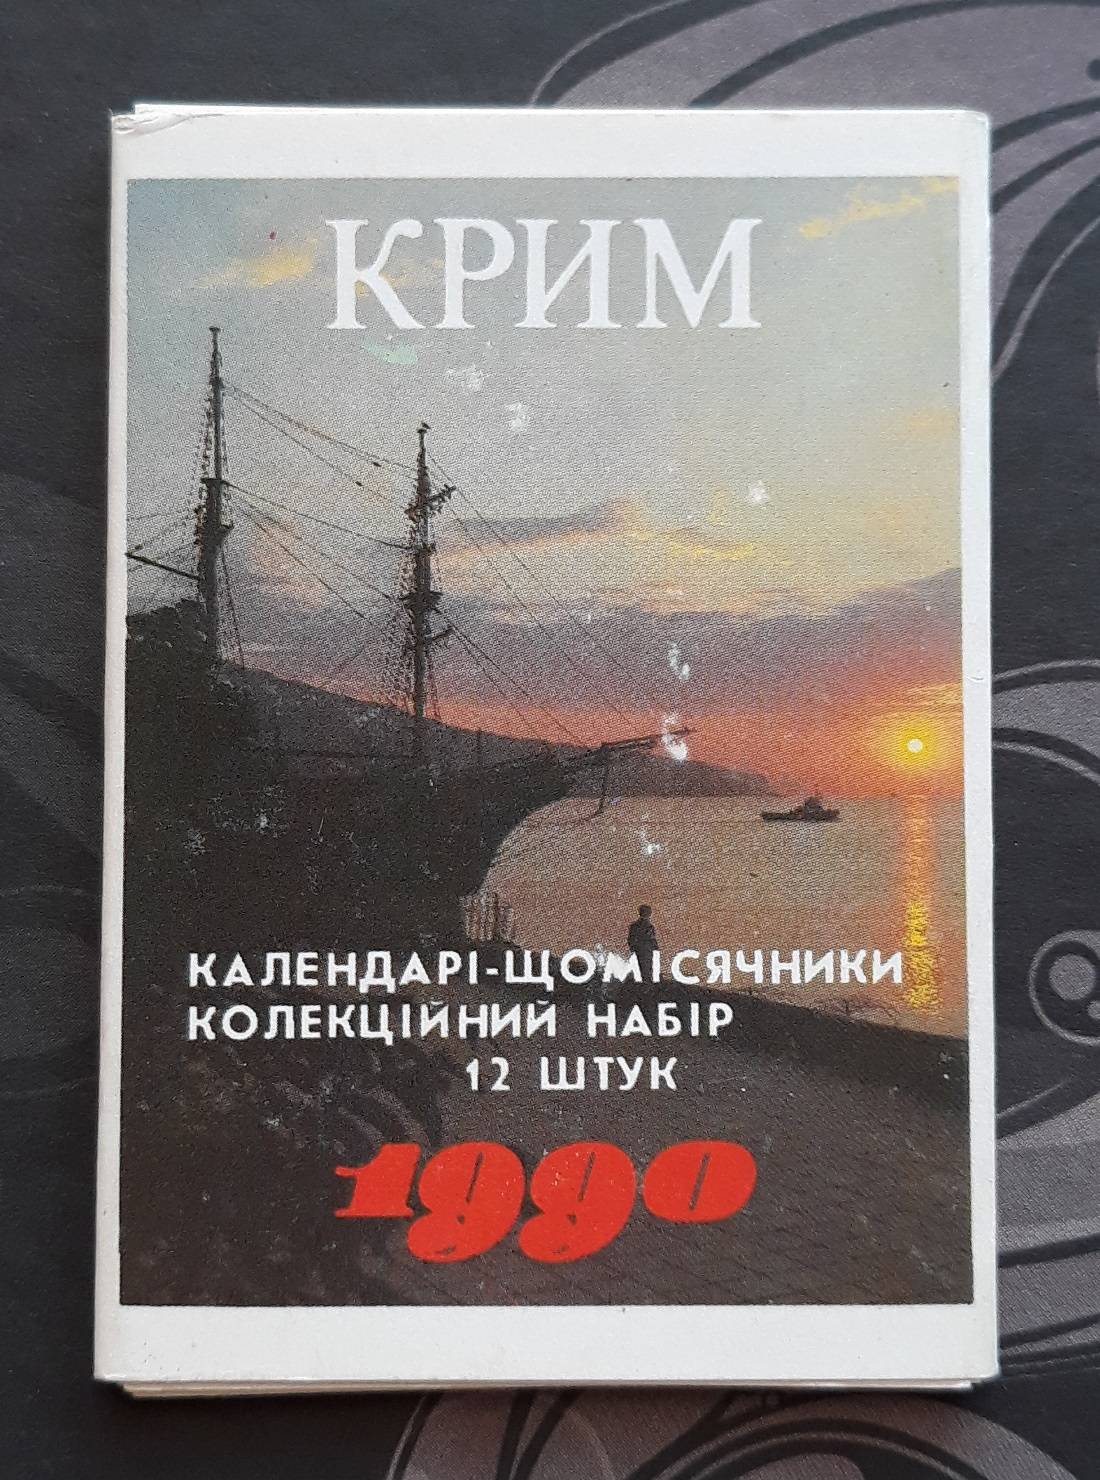 КРИМ
КАЛЕНДАРІ-ЩОМІСЯЧНИКИ
КОЛЕКЦІЙНИЙ НАБІР
12 ШТУК
1990